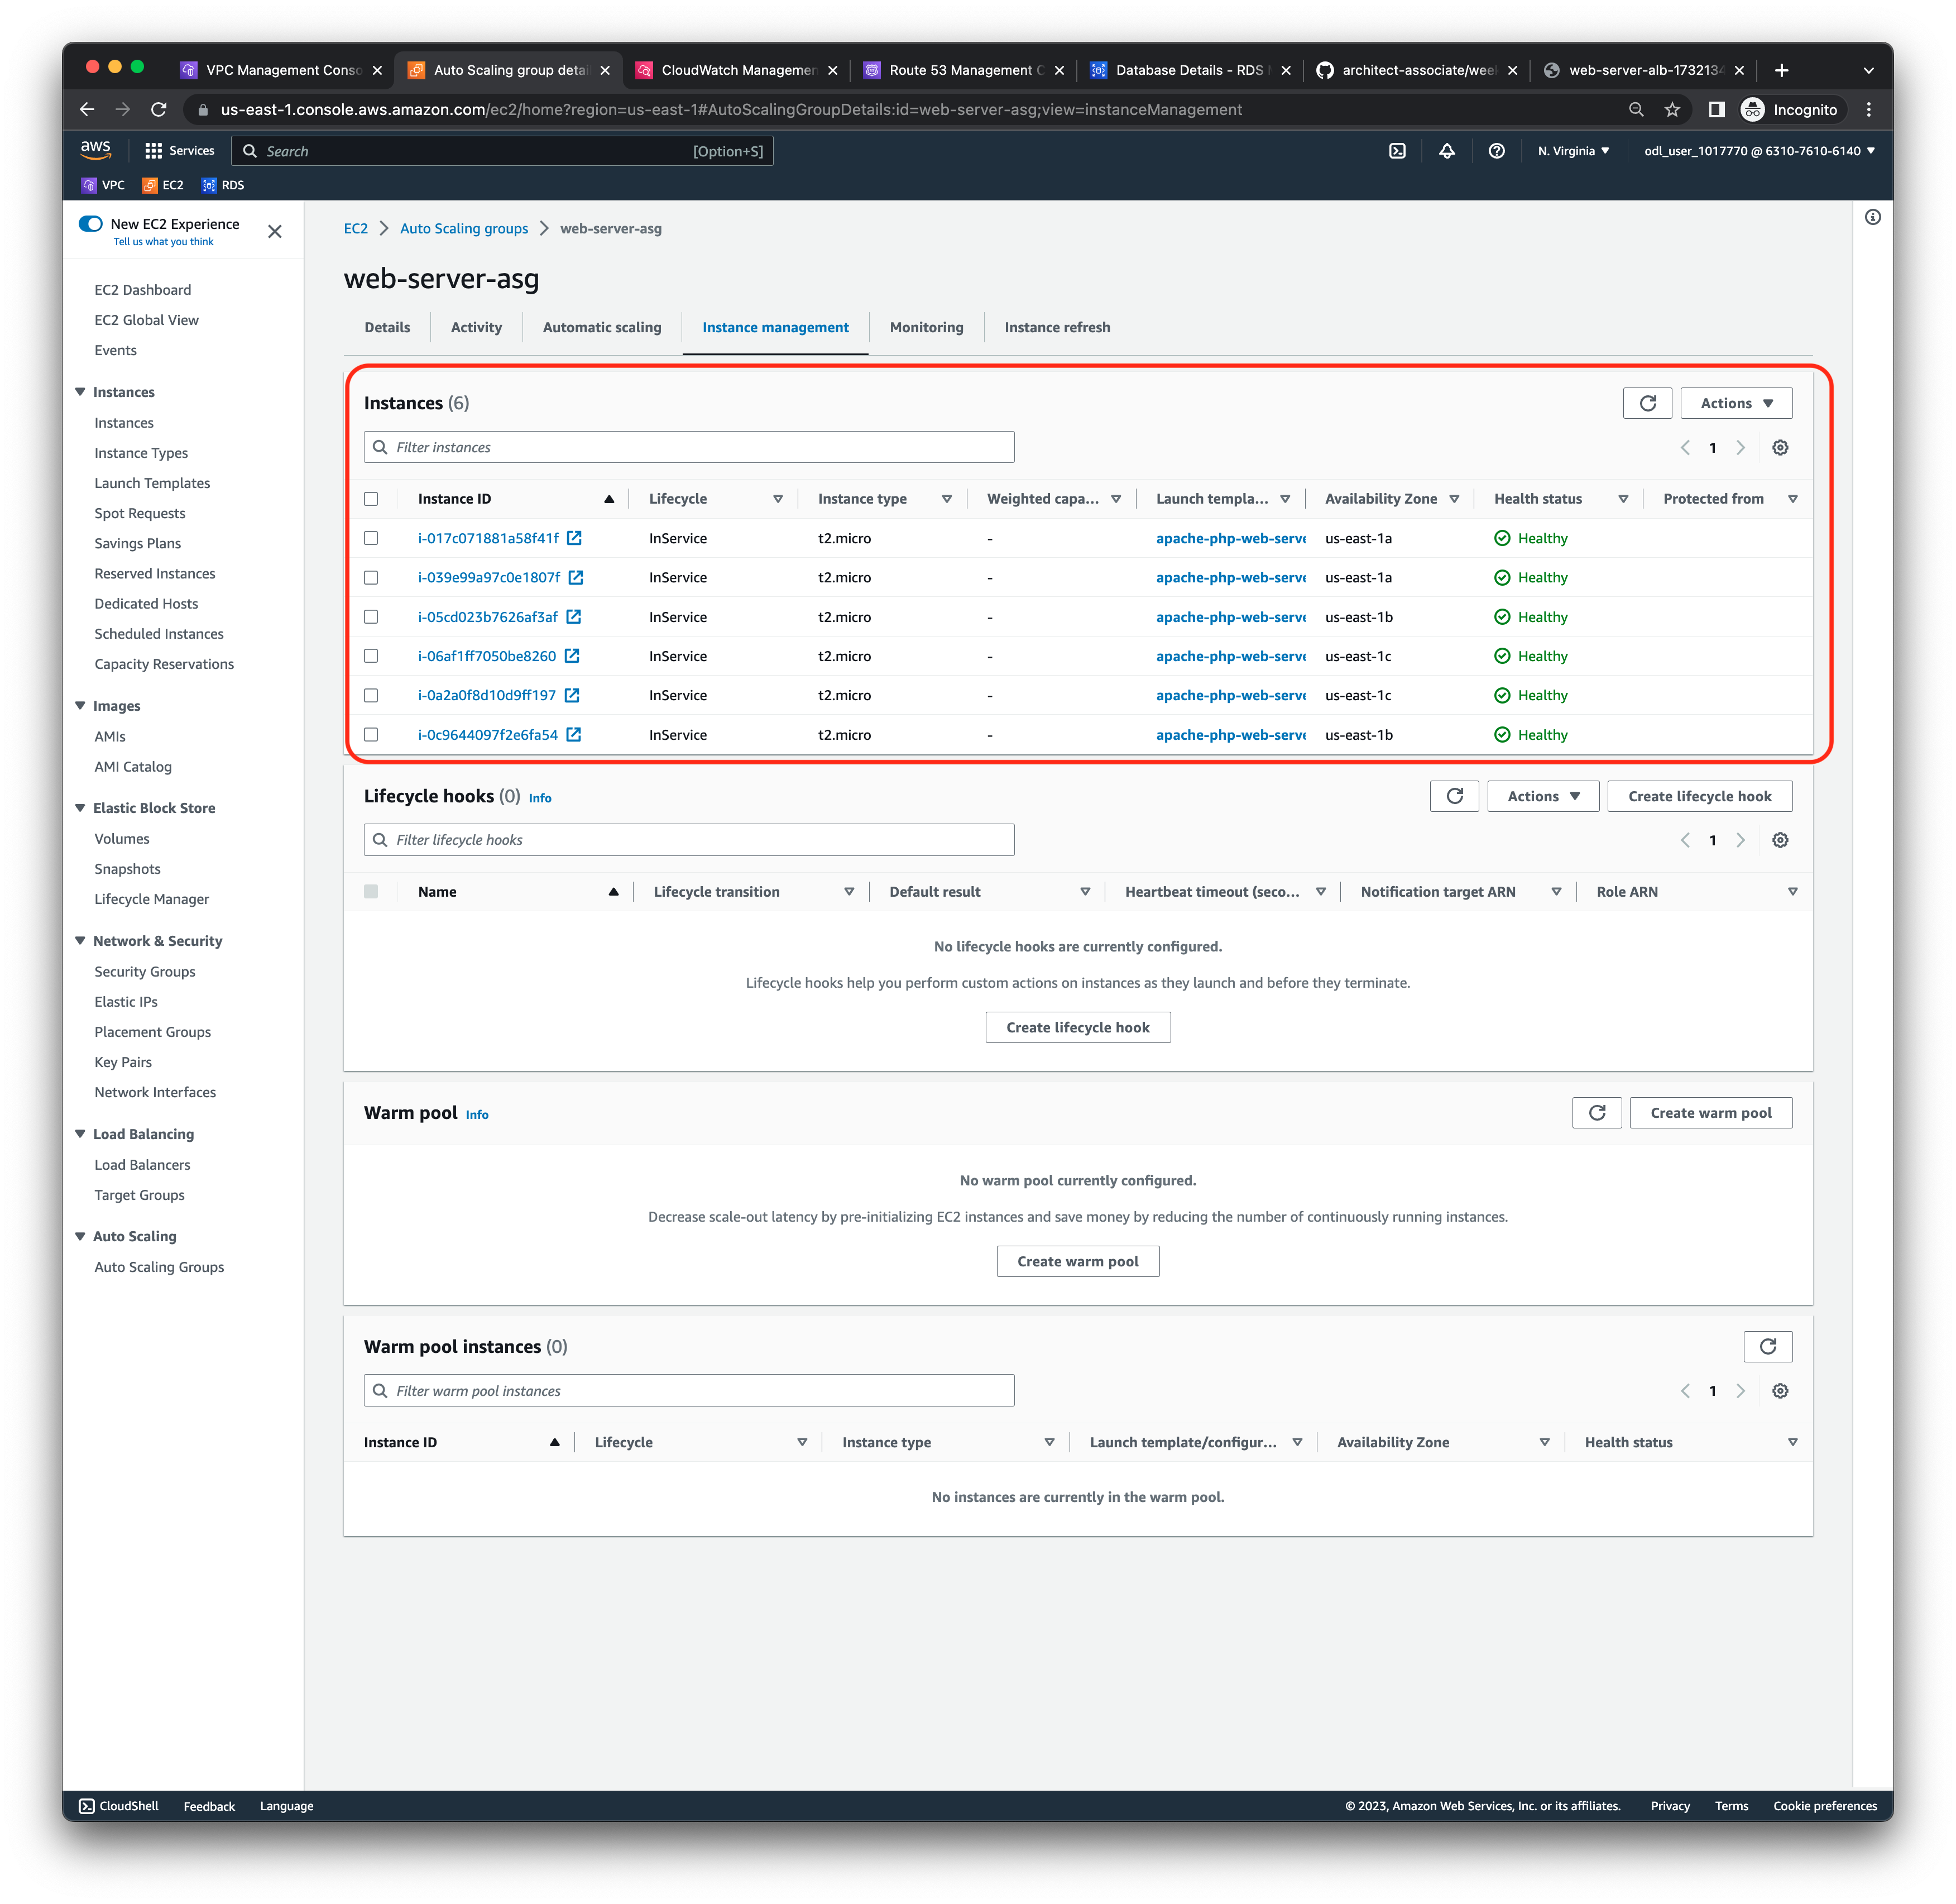 VPC Management Conso
Auto Scaling group detai
CloudWatch Managemen
Route 53 Management C
Database Details - RDS
architect-associate/wee
web-server-alb-173213
us-east-1.console.aws.amazon.com/ec2/home?region=us-east-1#AutoScalingGroupDetails:id=web-server-asg;view=instanceManagement
Incognito
aws
Services
Search
[Option+S]
N. Virginia
odl_user_1017770 @ 6310-7610-6140
VPC
EC2
RDS
New EC2 Experience
Tell us what you think
EC2 Dashboard
EC2 Global View
Events
Instances
Instances
Instance Types
Launch Templates
Spot Requests
Savings Plans
Reserved Instances
Dedicated Hosts
Scheduled Instances
Capacity Reservations
Images
AMIs
AMI Catalog
Elastic Block Store
Volumes
Snapshots
Lifecycle Manager
Network & Security
Security Groups
Elastic IPs
Placement Groups
Key Pairs
Network Interfaces
Load Balancing
Load Balancers
Target Groups
Auto Scaling
Auto Scaling Groups
EC2 > Auto Scaling groups > web-server-asg
web-server-asg
Details Activity Automatic scaling Instance management Monitoring Instance refresh
Instances (6)
Actions
Filter instances
1
Instance ID Lifecycle Instance type Weighted capa... Launch templa... Availability Zone Health status Protected from
i-017c071881a58f41f InService t2.micro - apache-php-web-serve us-east-1a Healthy
i-039e99a97c0e1807f InService t2.micro - apache-php-web-serve us-east-1a Healthy
i-05cd023b7626af3af InService t2.micro - apache-php-web-serve us-east-1b Healthy
i-06af1ff7050be8260 InService t2.micro - apache-php-web-serve us-east-1c Healthy
i-0a2a0f8d10d9ff197 InService t2.micro - apache-php-web-serve us-east-1c Healthy
i-0c9644097f2e6fa54 InService t2.micro - apache-php-web-serve us-east-1b Healthy
Lifecycle hooks (0) Info
Actions
Create lifecycle hook
Filter lifecycle hooks
1
Name Lifecycle transition Default result Heartbeat timeout (seco... Notification target ARN Role ARN
No lifecycle hooks are currently configured.
Lifecycle hooks help you perform custom actions on instances as they launch and before they terminate.
Create lifecycle hook
Warm pool Info
Create warm pool
No warm pool currently configured.
Decrease scale-out latency by pre-initializing EC2 instances and save money by reducing the number of continuously running instances.
Create warm pool
Warm pool instances (0)
Filter warm pool instances
1
Instance ID Lifecycle Instance type Launch template/configur... Availability Zone Health status
No instances are currently in the warm pool.
CloudShell Feedback Language
© 2023, Amazon Web Services, Inc. or its affiliates. Privacy Terms Cookie preferences